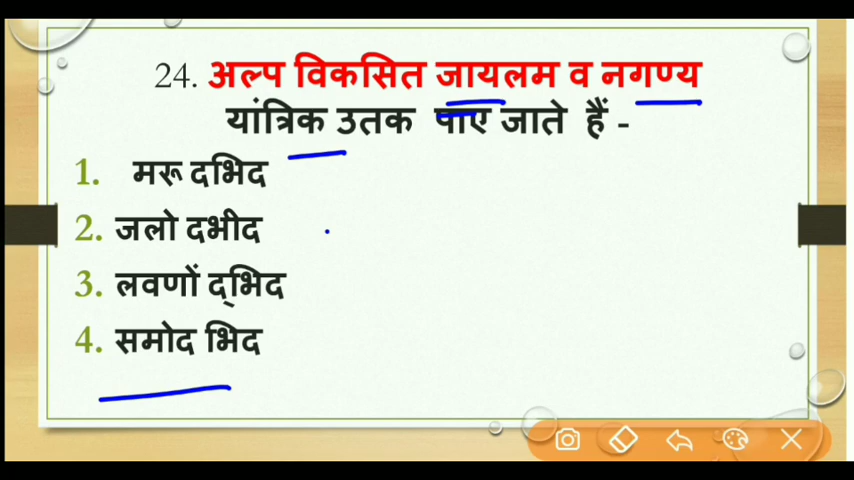 24. अल्प विकसित जायलम व नगण्य
यांत्रिक उतक पाए जाते हैं -
1. मरू दभिद
2. जलो दभीद
3. लवणों द्‌भिद
4. समोद भिद